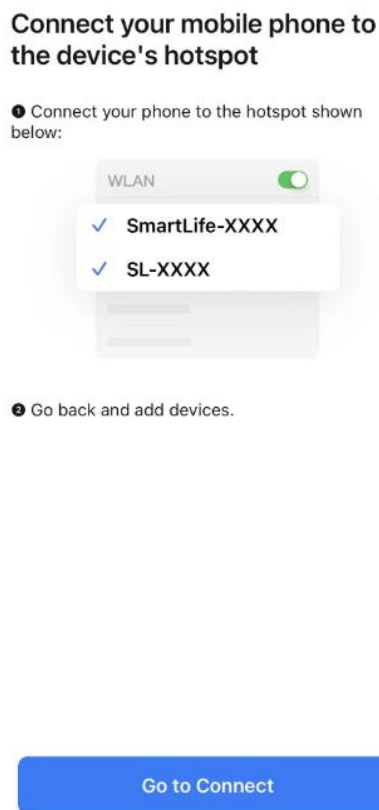 Connect your mobile phone to
the device's hotspot
❶ Connect your phone to the hotspot shown
below:
WLAN
SmartLife-XXXX
SL-XXXX
❷ Go back and add devices.
Go to Connect